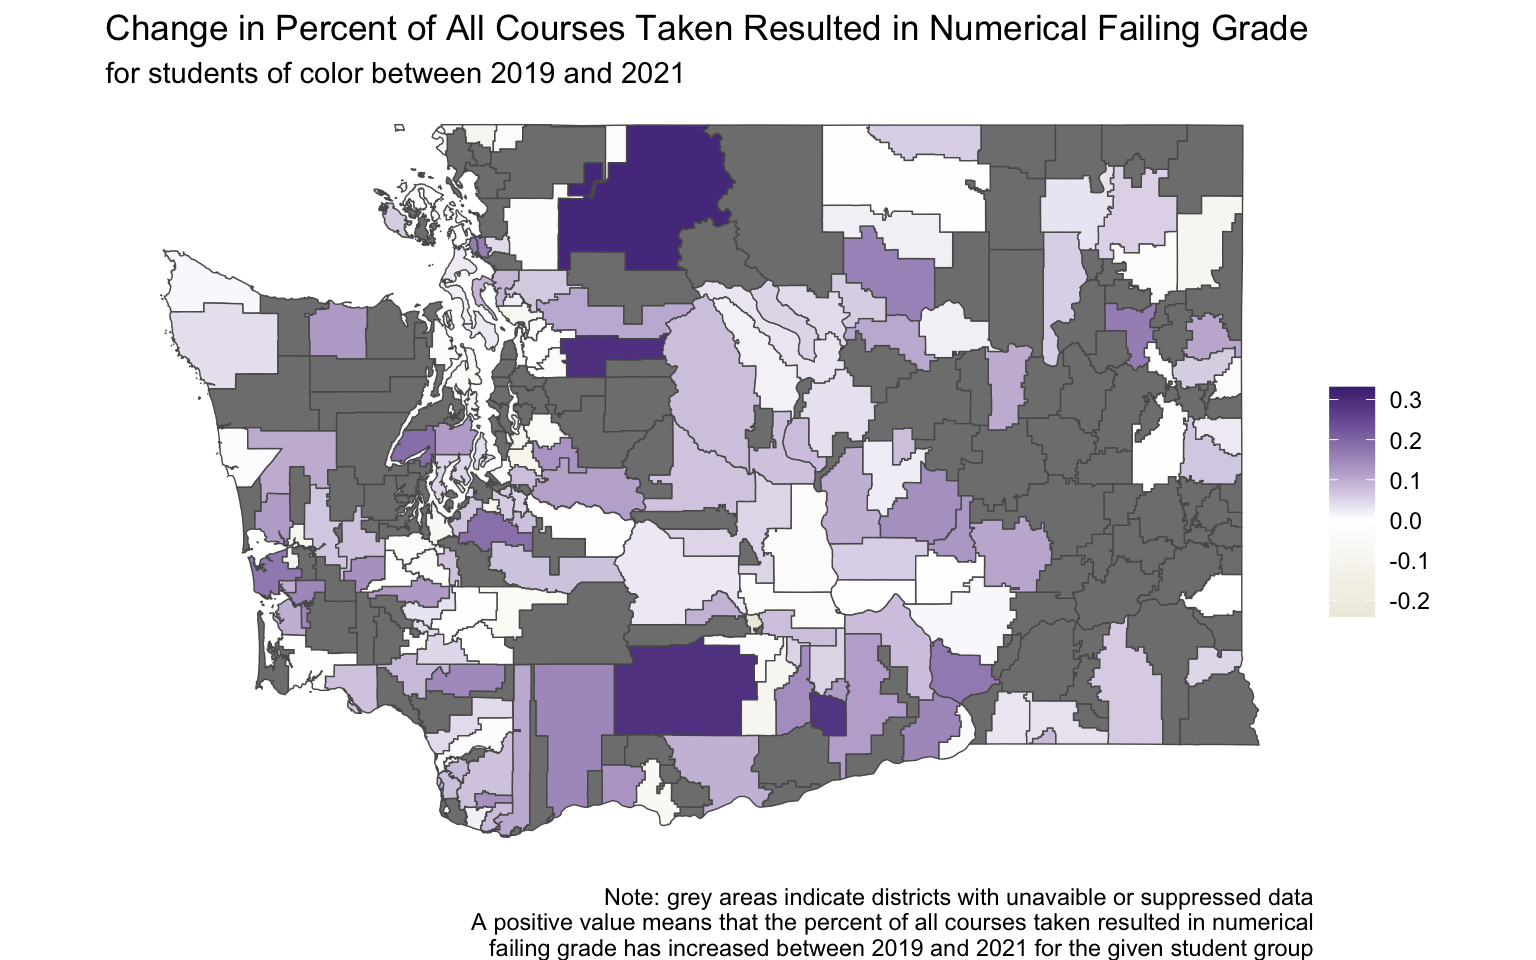 Change in Percent of All Courses Taken Resulted in Numerical Failing Grade
for students of color between 2019 and 2021
0.3
0.2
0.1
0.0
-0.1
-0.2
Note: grey areas indicate districts with unavaible or suppressed data
A positive value means that the percent of all courses taken resulted in numerical
failing grade has increased between 2019 and 2021 for the given student group